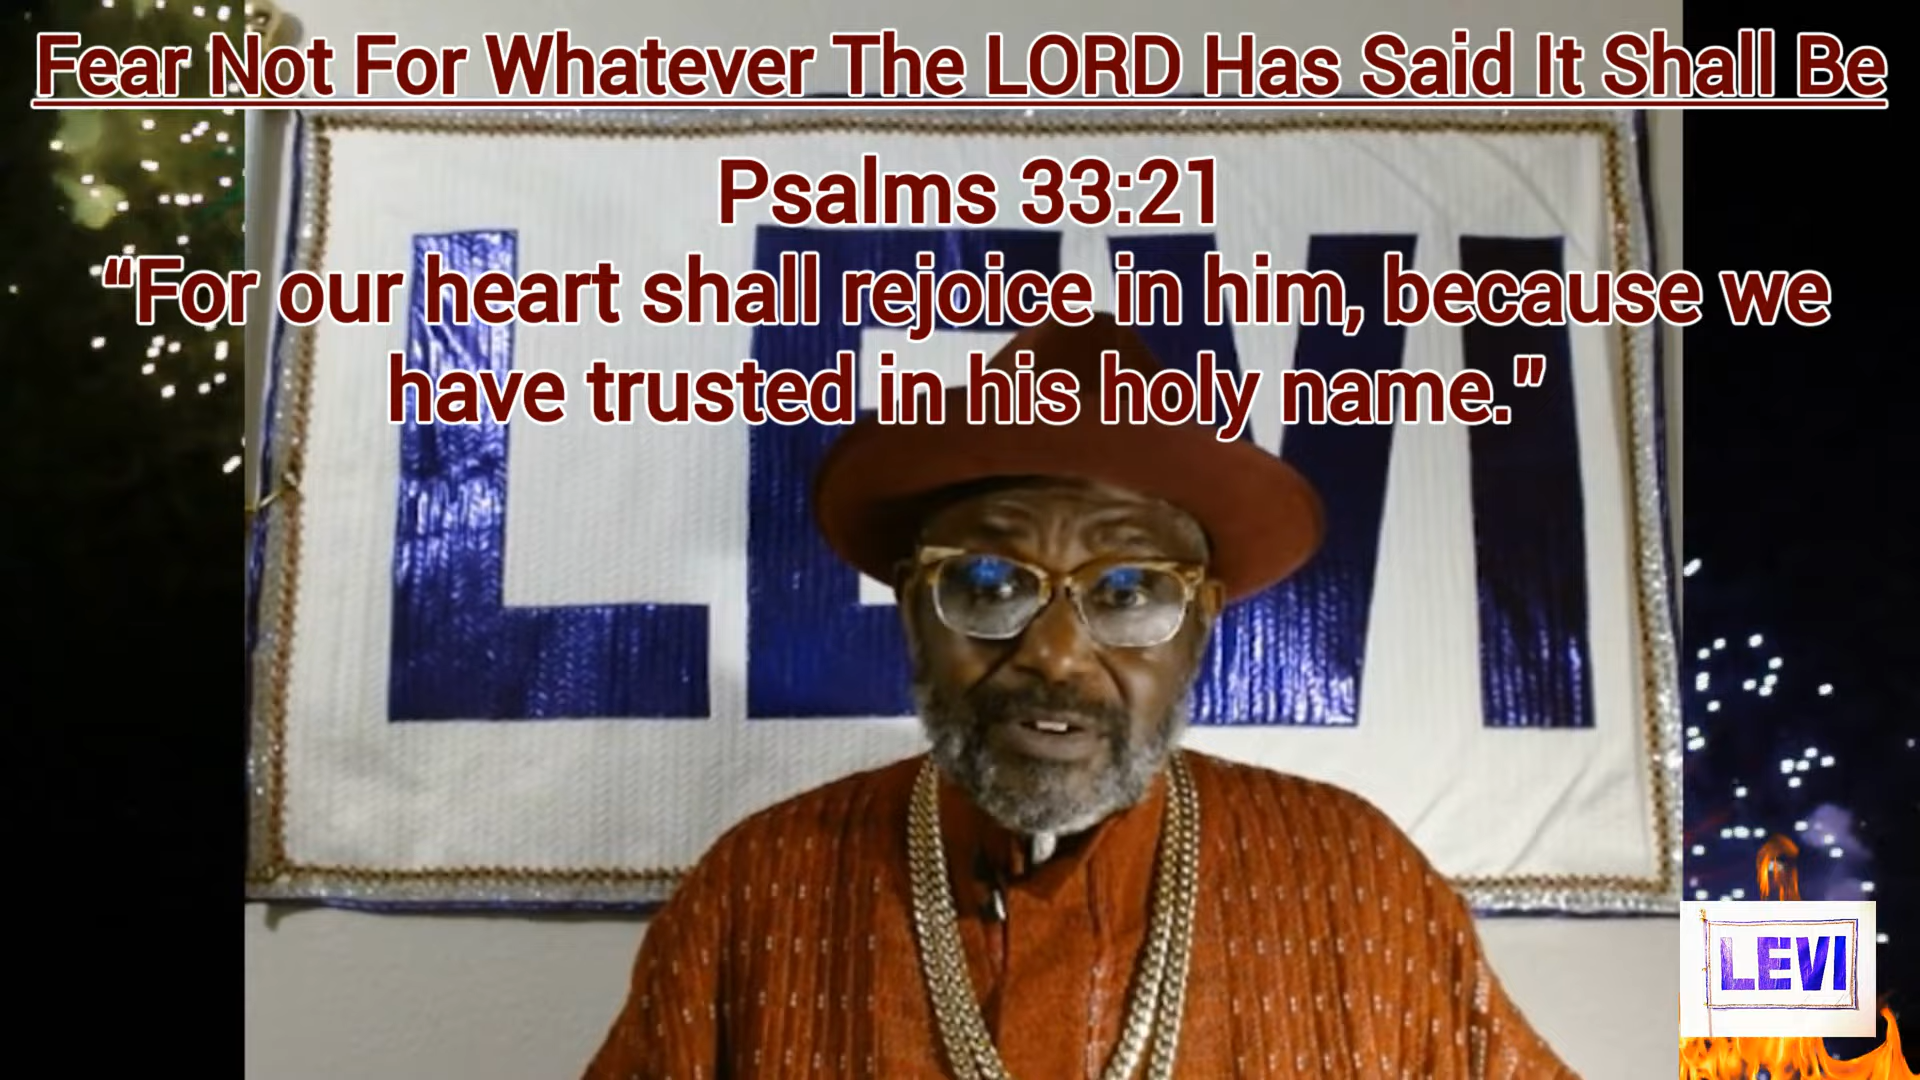 Fear Not For Whatever The LORD Has Said It Shall Be
Psalms 33:21
“For our heart shall rejoice in him, because we
have trusted in his holy name."
LEVI
LEVI